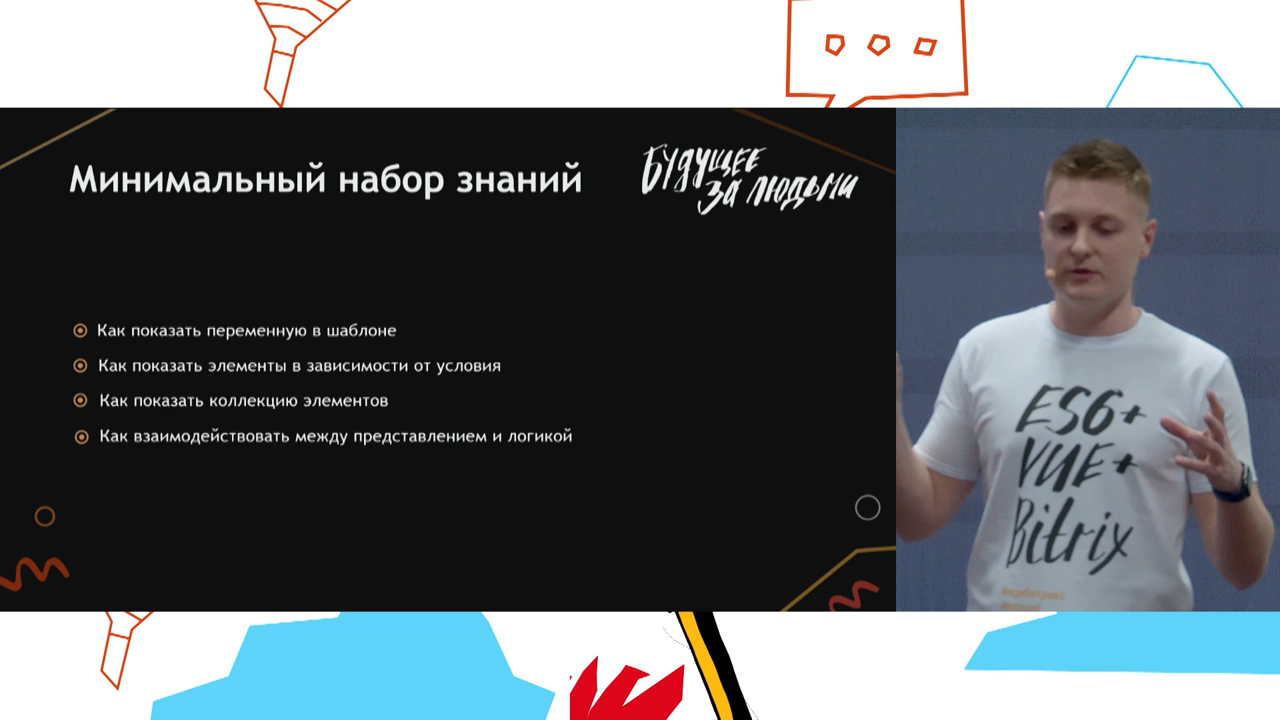 Минимальный набор знаний
БУДУЩЕЕ
ЗА ЛЮДЬМИ
Как показать переменную в шаблоне
Как показать элементы в зависимости от условия
Как показать коллекцию элементов
Как взаимодействовать между представлением и логикой
ES6+
VUE+
Bitrix